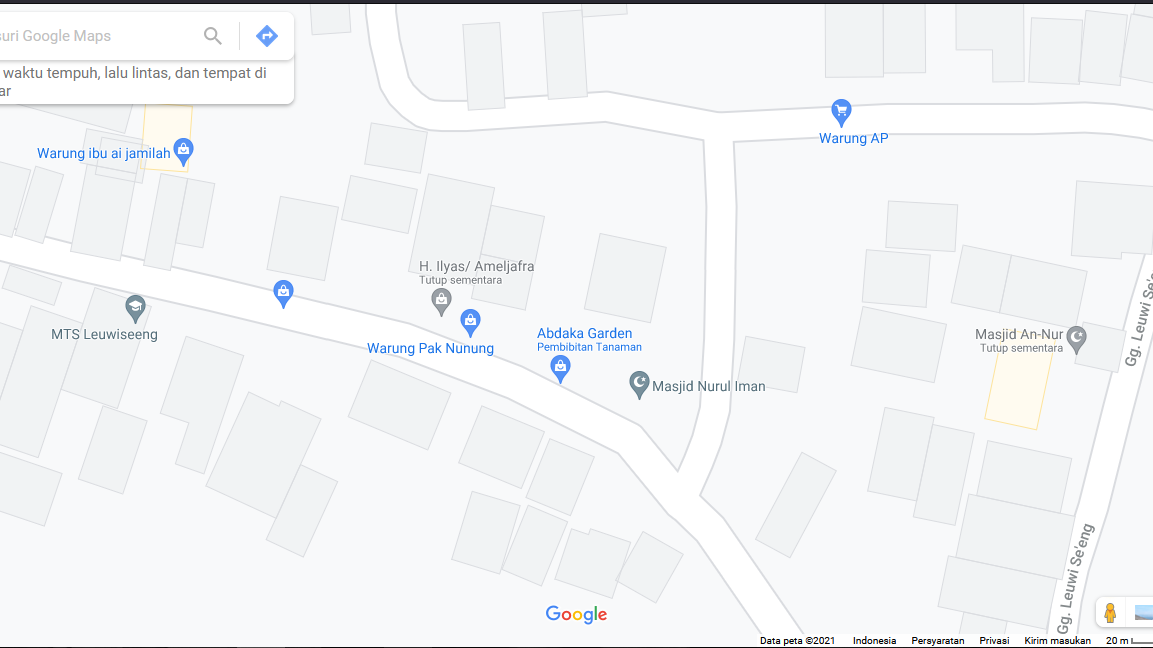 suri Google Maps
waktu tempuh, lalu lintas, dan tempat di
ar
Warung AP
Warung ibu ai jamilah
H. Ilyas/ Ameljafra
Tutup sementara
MTS Leuwiseeng
Warung Pak Nunung
Abdaka Garden
Pembibitan Tanaman
Masjid Nurul Iman
Masjid An-Nur
Tutup sementara
Gg. Leuwi Se'e
Gg. Leuwi Se'eng
Google
Data peta ©2021 Indonesia Persyaratan Privasi Kirim masukan 20 m